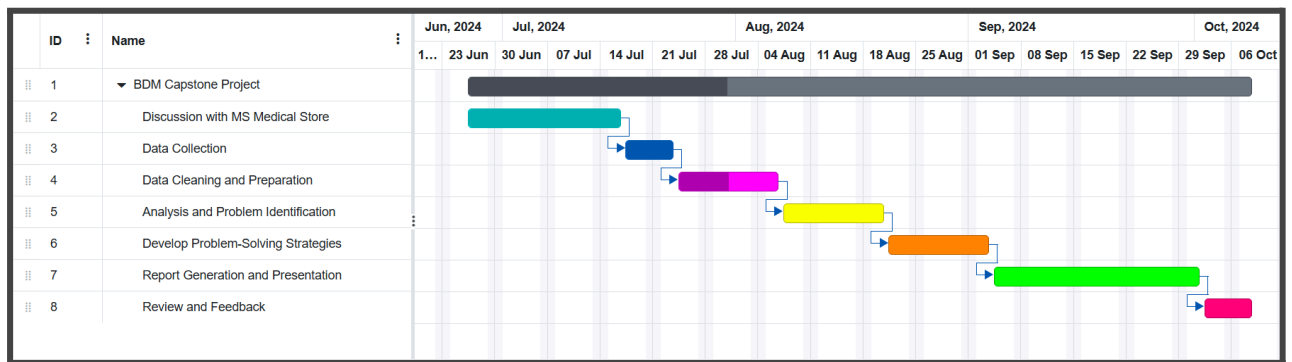 Jun, 2024 Jul, 2024 Aug, 2024 Sep, 2024 Oct, 2024
ID Name
1... 23 Jun 30 Jun 07 Jul 14 Jul 21 Jul 28 Jul 04 Aug 11 Aug 18 Aug 25 Aug 01 Sep 08 Sep 15 Sep 22 Sep 29 Sep 06 Oct
1 BDM Capstone Project
2 Discussion with MS Medical Store
3 Data Collection
4 Data Cleaning and Preparation
5 Analysis and Problem Identification
6 Develop Problem-Solving Strategies
7 Report Generation and Presentation
8 Review and Feedback